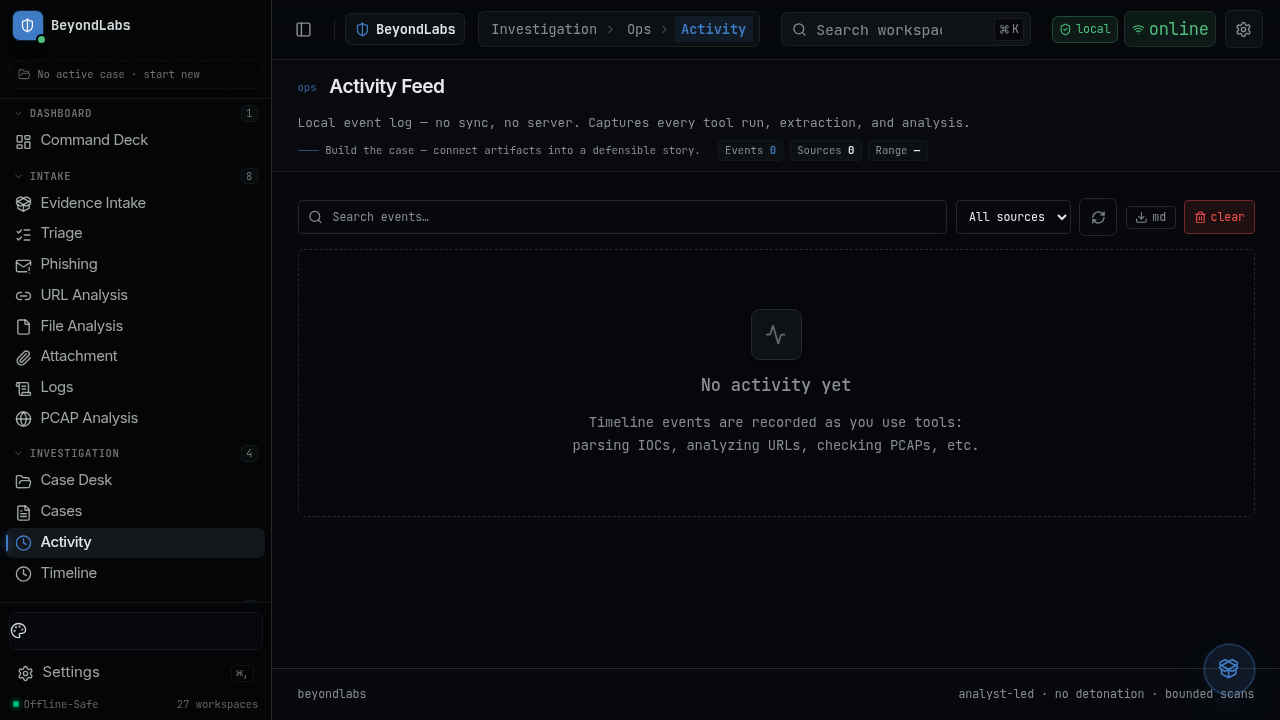 BeyondLabs
No active case · start new
DASHBOARD 1
Command Deck
INTAKE 8
Evidence Intake
Triage
Phishing
URL Analysis
File Analysis
Attachment
Logs
PCAP Analysis
INVESTIGATION 4
Case Desk
Cases
Activity
Timeline
Settings ⌘,
Offline-Safe 27 workspaces
BeyondLabs Investigation Ops Activity Search workspac ⌘K local online
ops Activity Feed
Local event log — no sync, no server. Captures every tool run, extraction, and analysis.
Build the case — connect artifacts into a defensible story. Events 0 Sources 0 Range —
Search events… All sources md clear
No activity yet
Timeline events are recorded as you use tools:
parsing IOCs, analyzing URLs, checking PCAPs, etc.
beyondlabs analyst-led · no detonation · bounded scans